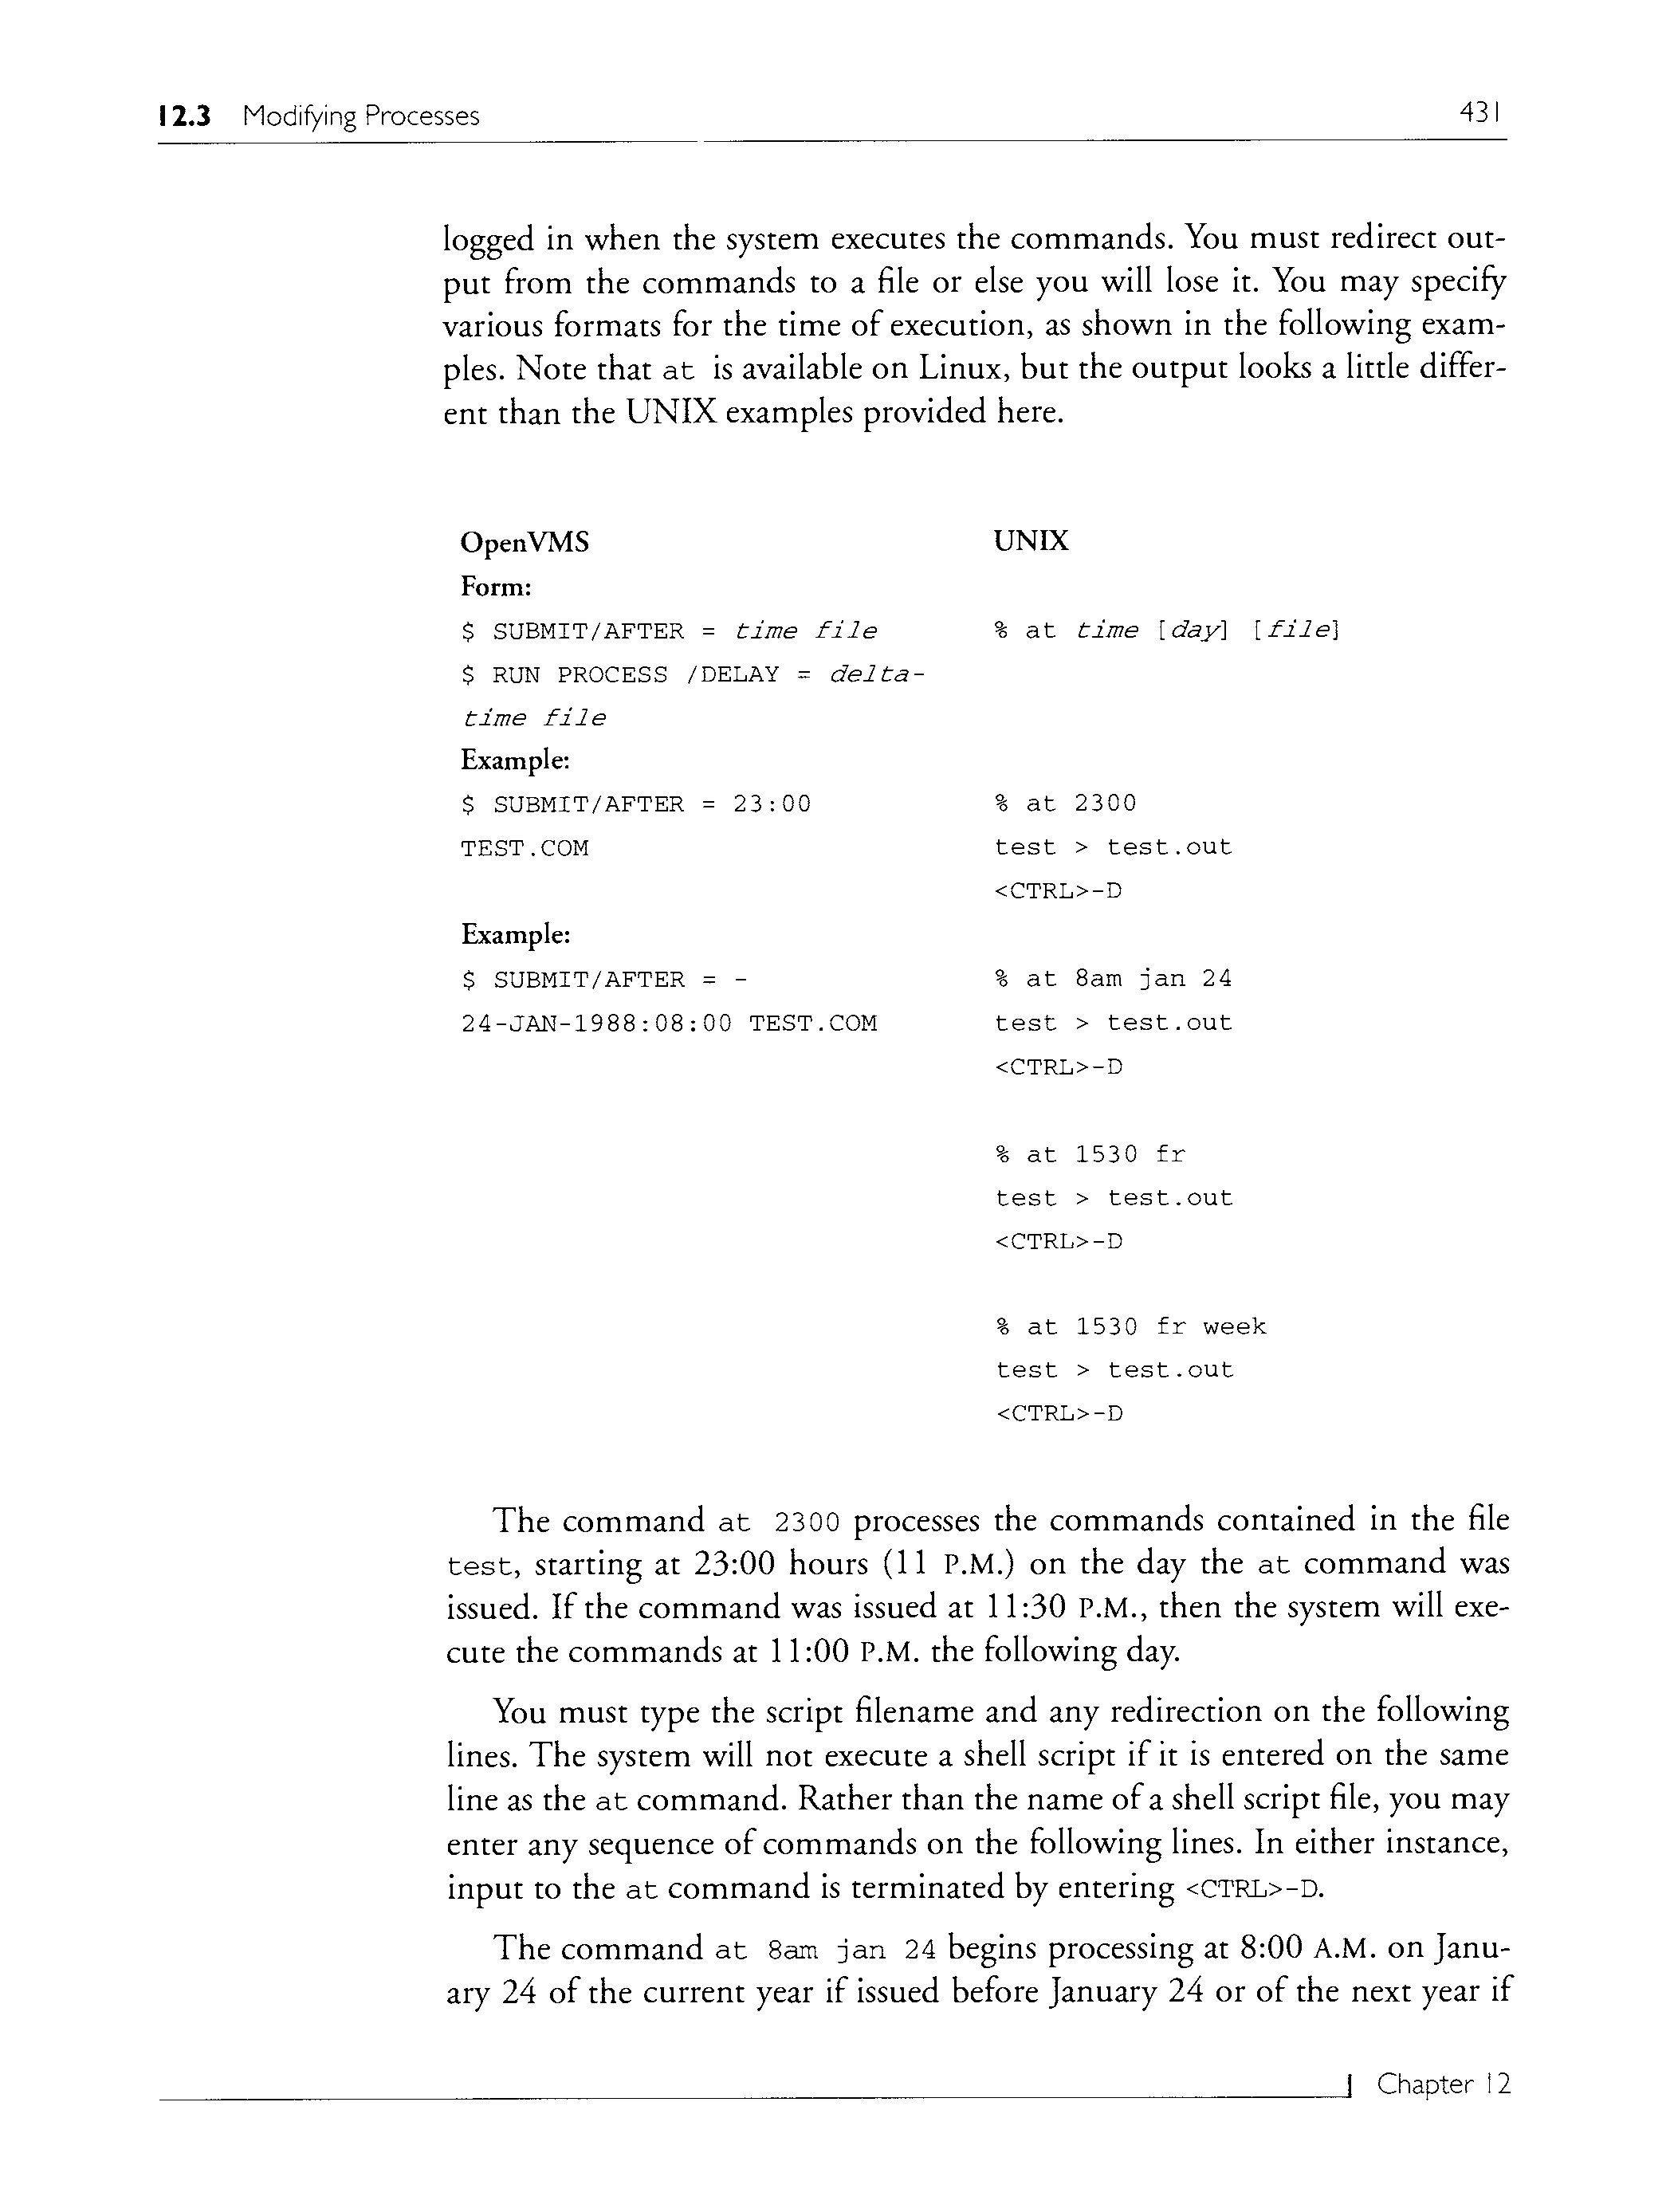 12.3 Modifying Processes 431
logged in when the system executes the commands. You must redirect out-
put from the commands to a file or else you will lose it. You may specify
various formats for the time of execution, as shown in the following exam-
ples. Note that at is available on Linux, but the output looks a little differ-
ent than the UNIX examples provided here.
OpenVMS UNIX
Form:
$ SUBMIT/AFTER = time file % at time [day] [file]
$ RUN PROCESS /DELAY = delta-
time file
Example:
$ SUBMIT/AFTER = 23:00 % at 2300
TEST.COM test > test.out
<CTRL>-D
Example:
$ SUBMIT/AFTER = - % at 8am jan 24
24-JAN-1988:08:00 TEST.COM test > test.out
<CTRL>-D
% at 1530 fr
test > test.out
<CTRL>-D
% at 1530 fr week
test > test.out
<CTRL>-D
The command at 2300 processes the commands contained in the file
test, starting at 23:00 hours (11 P.M.) on the day the at command was
issued. If the command was issued at 11:30 P.M., then the system will exe-
cute the commands at 11:00 P.M. the following day.
You must type the script filename and any redirection on the following
lines. The system will not execute a shell script if it is entered on the same
line as the at command. Rather than the name of a shell script file, you may
enter any sequence of commands on the following lines. In either instance,
input to the at command is terminated by entering <CTRL>-D.
The command at 8am jan 24 begins processing at 8:00 A.M. on Janu-
ary 24 of the current year if issued before January 24 or of the next year if
Chapter 12